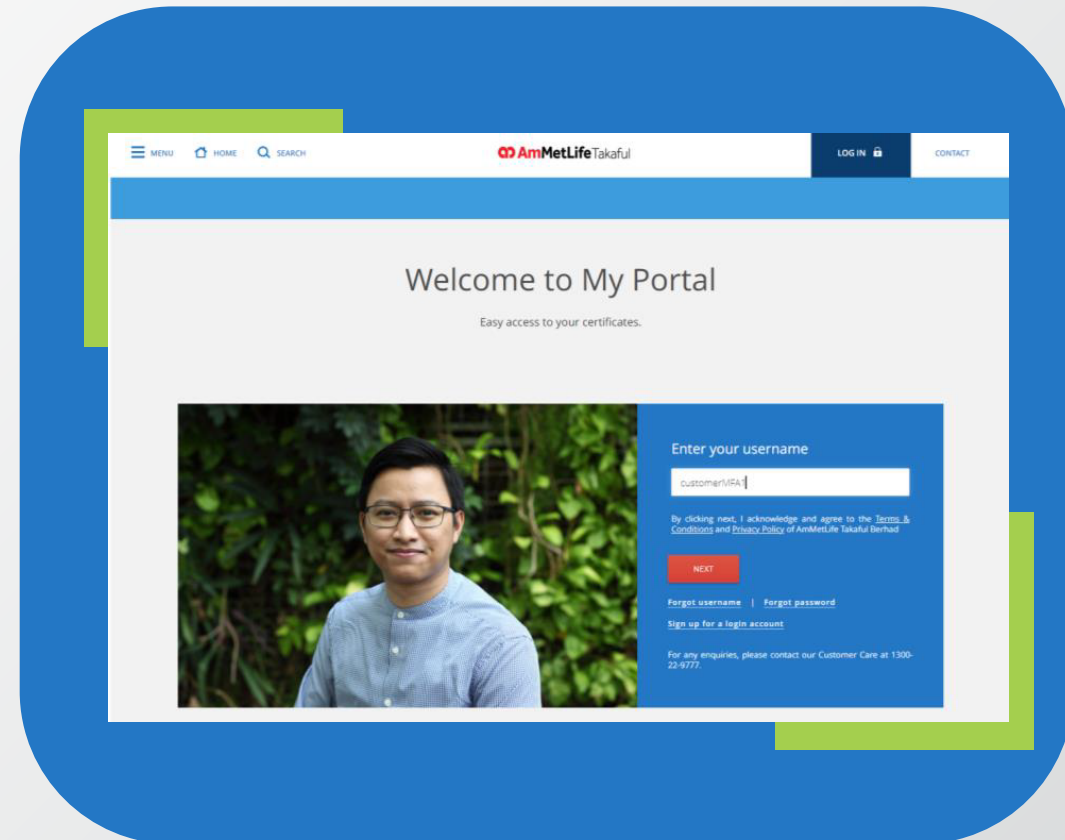 MENU HOME SEARCH AmMetLife Takaful LOG IN CONTACT
Welcome to My Portal
Easy access to your certificates.
Enter your username
customerMFA1
By clicking next, I acknowledge and agree to the Terms &
Conditions and Privacy Policy of AmMetLife Takaful Berhad
NEXT
Forgot username | Forgot password
Sign up for a login account
For any enquiries, please contact our Customer Care at 1300-
22-9777.